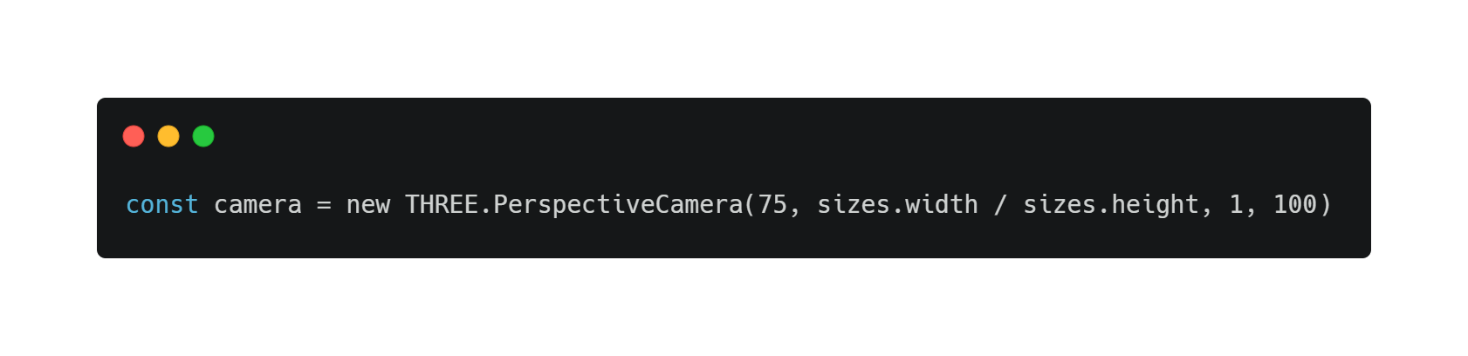 const camera = new THREE.PerspectiveCamera(75, sizes.width / sizes.height, 1, 100)